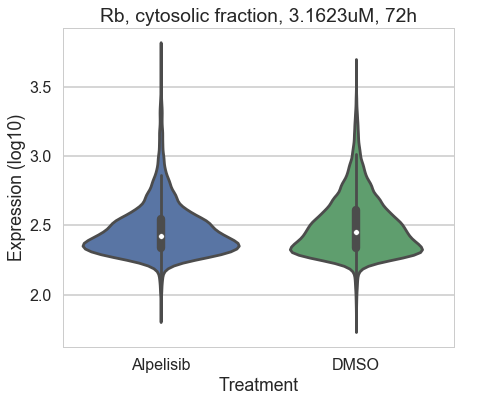 Rb, cytosolic fraction, 3.1623uM, 72h
Expression (log10)
3.5
3.0
2.5
2.0
Alpelisib DMSO
Treatment